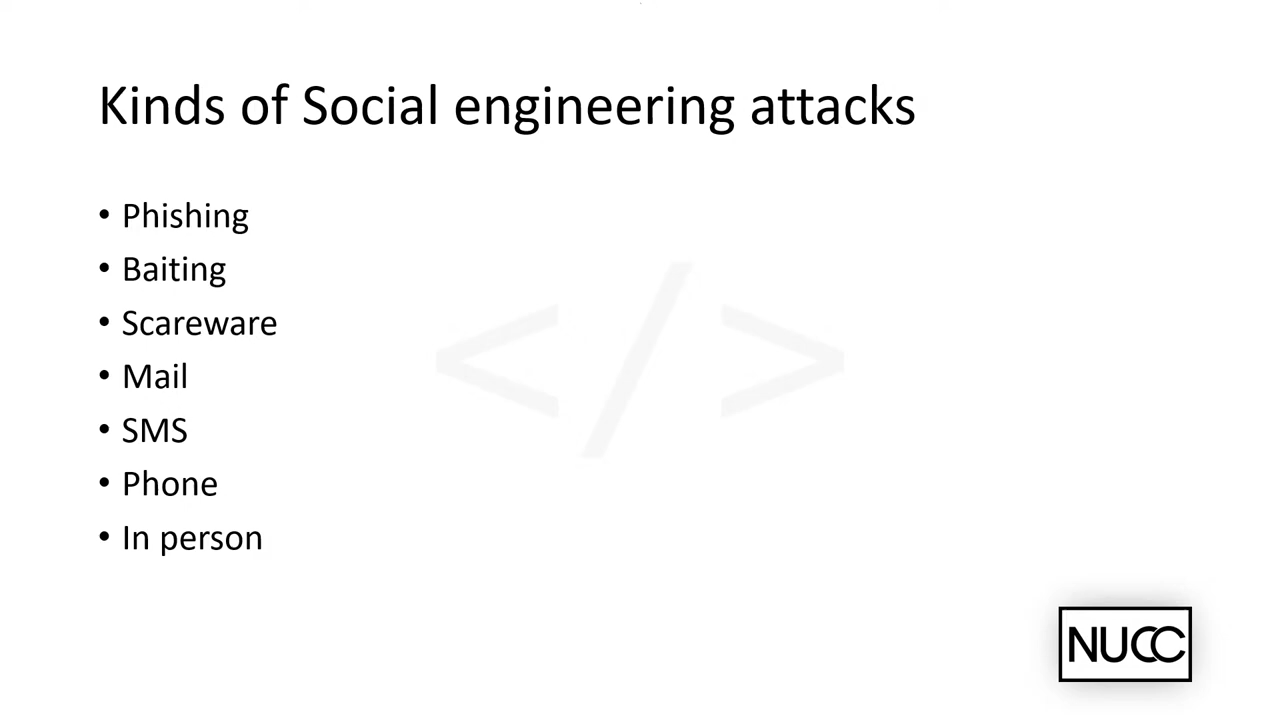 Kinds of Social engineering attacks
• Phishing
• Baiting
• Scareware
• Mail
• SMS
• Phone
• In person
</>
NUCC